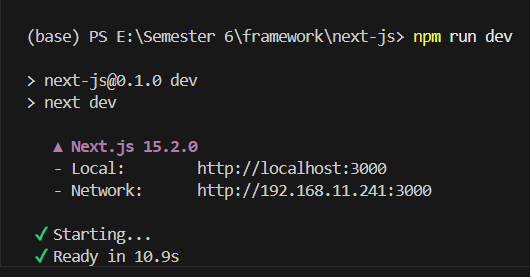 (base) PS E:\Semester 6\framework\next-js> npm run dev
> next-js@0.1.0 dev
> next dev
▲ Next.js 15.2.0
- Local: http://localhost:3000
- Network: http://192.168.11.241:3000
✓ Starting...
✓ Ready in 10.9s